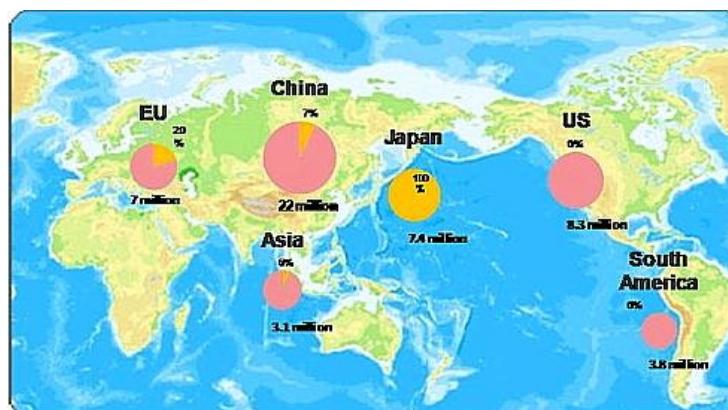 EU
20
%
7 million
China
7%
22 million
Japan
100
%
7.4 million
US
0%
8.3 million
Asia
3.1 million
South
America
0%
3.8 million